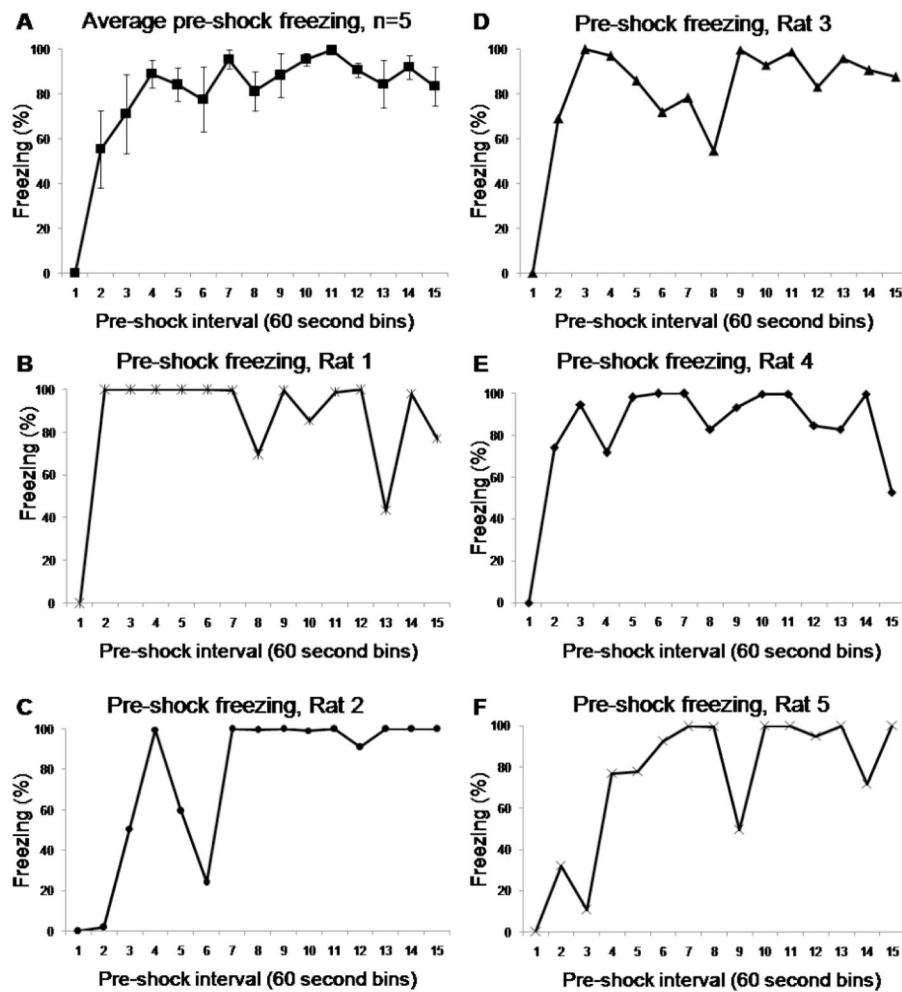 A
Average pre-shock freezing, n=5
Freezing (%)
100
80
60
40
20
0
1 2 3 4 5 6 7 8 9 10 11 12 13 14 15
Pre-shock interval (60 second bins)
B
Pre-shock freezing, Rat 1
Freezing (%)
100
80
60
40
20
0
1 2 3 4 5 6 7 8 9 10 11 12 13 14 15
Pre-shock interval (60 second bins)
C
Pre-shock freezing, Rat 2
Freezing (%)
100
80
60
40
20
0
1 2 3 4 5 6 7 8 9 10 11 12 13 14 15
Pre-shock interval (60 second bins)
D
Pre-shock freezing, Rat 3
Freezing (%)
100
80
60
40
20
0
1 2 3 4 5 6 7 8 9 10 11 12 13 14 15
Pre-shock interval (60 second bins)
E
Pre-shock freezing, Rat 4
Freezing (%)
100
80
60
40
20
0
1 2 3 4 5 6 7 8 9 10 11 12 13 14 15
Pre-shock interval (60 second bins)
F
Pre-shock freezing, Rat 5
Freezing (%)
100
80
60
40
20
0
1 2 3 4 5 6 7 8 9 10 11 12 13 14 15
Pre-shock interval (60 second bins)